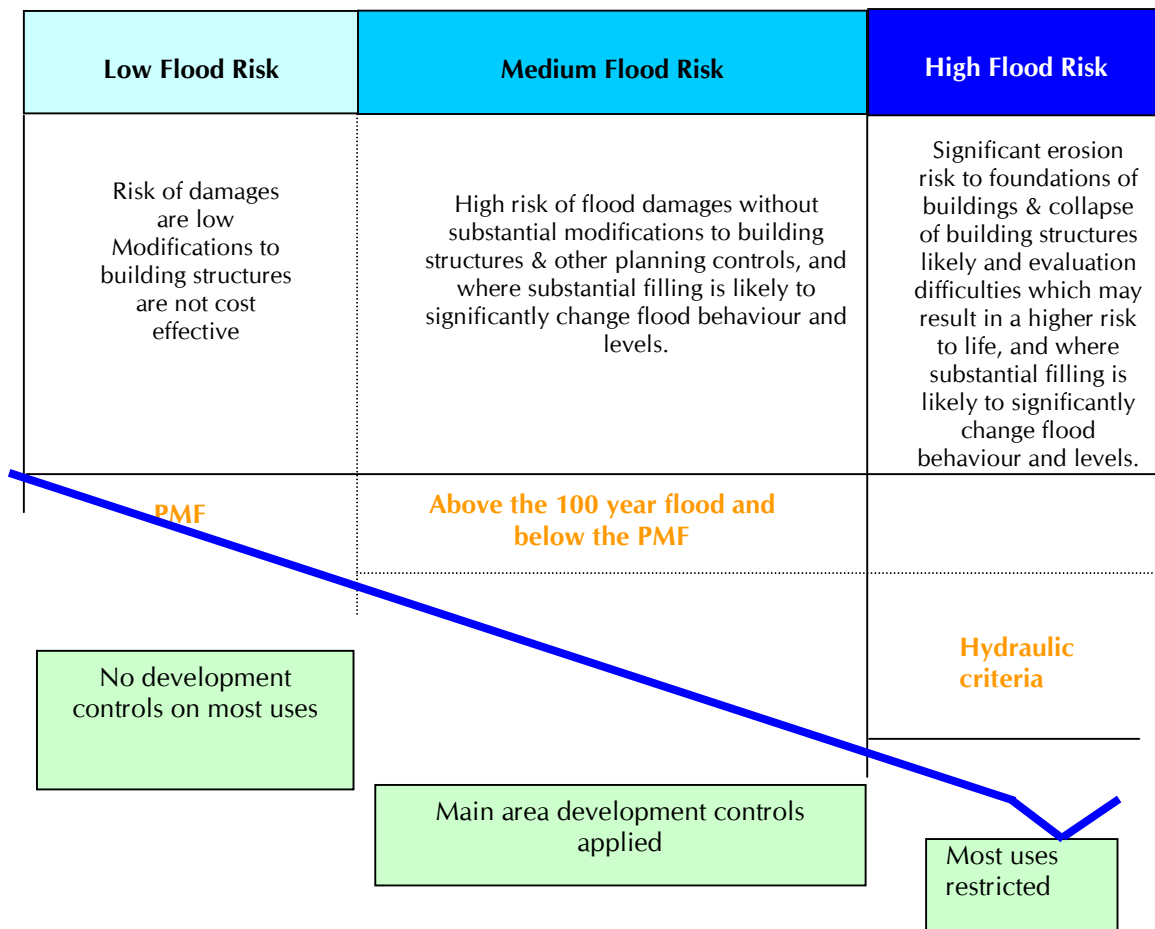 Low Flood Risk
Medium Flood Risk
High Flood Risk
Risk of damages
are low
Modifications to
building structures
are not cost
effective
High risk of flood damages without
substantial modifications to building
structures & other planning controls, and
where substantial filling is likely to
significantly change flood behaviour and
levels.
Significant erosion
risk to foundations of
buildings & collapse
of building structures
likely and evaluation
difficulties which may
result in a higher risk
to life, and where
substantial filling is
likely to significantly
change flood
behaviour and levels.
PMF
Above the 100 year flood and
below the PMF
Hydraulic
criteria
No development
controls on most uses
Main area development controls
applied
Most uses
restricted